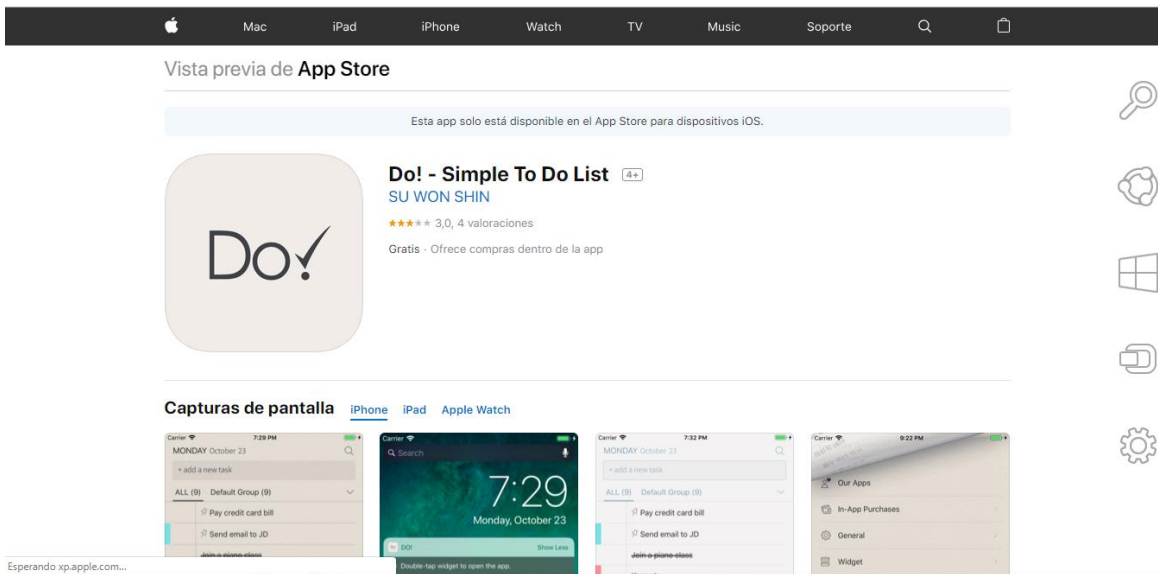 Mac iPad iPhone Watch TV Music Soporte
Vista previa de App Store
Esta app solo está disponible en el App Store para dispositivos iOS.
Do!
Do! - Simple To Do List 4+
SU WON SHIN
3,0, 4 valoraciones
Gratis · Ofrece compras dentro de la app
Capturas de pantalla iPhone iPad Apple Watch
Carrier 7:29 PM
MONDAY October 23
+ add a new task
ALL (9) Default Group (9)
Pay credit card bill
Send email to JD
Join a piano class
Carrier
Search
7:29
Monday, October 23
DO! Show Less
Double-tap widget to open the app.
Carrier 7:32 PM
MONDAY October 23
+ add a new task
ALL (9) Default Group (9)
Pay credit card bill
Send email to JD
Join a piano class
Carrier 9:22 PM
Our Apps
In-App Purchases
General
Widget
Esperando xp.apple.com...